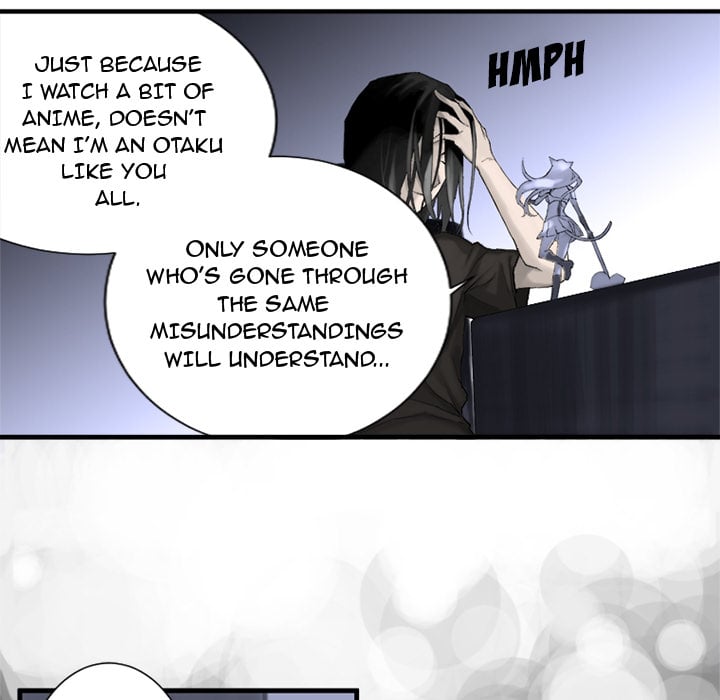 JUST BECAUSE
I WATCH A BIT OF
ANIME, DOESN'T
MEAN I'M AN OTAKU
LIKE YOU
ALL.
HMPH
ONLY SOMEONE
WHO'S GONE THROUGH
THE SAME
MISUNDERSTANDINGS
WILL UNDERSTAND...